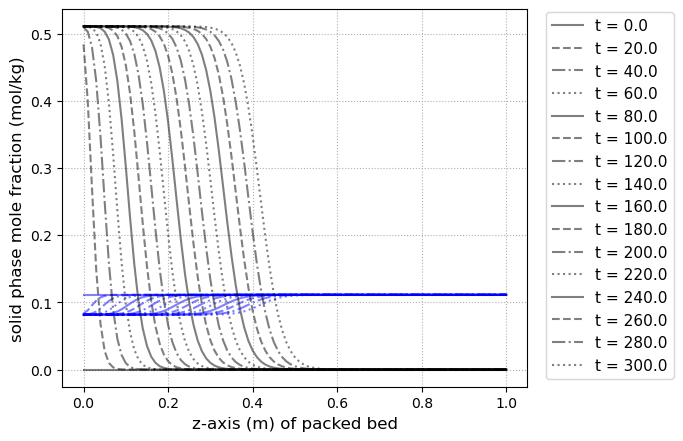 solid phase mole fraction (mol/kg)
0.5
0.4
0.3
0.2
0.1
0.0
0.0 0.2 0.4 0.6 0.8 1.0
z-axis (m) of packed bed
t = 0.0
t = 20.0
t = 40.0
t = 60.0
t = 80.0
t = 100.0
t = 120.0
t = 140.0
t = 160.0
t = 180.0
t = 200.0
t = 220.0
t = 240.0
t = 260.0
t = 280.0
t = 300.0